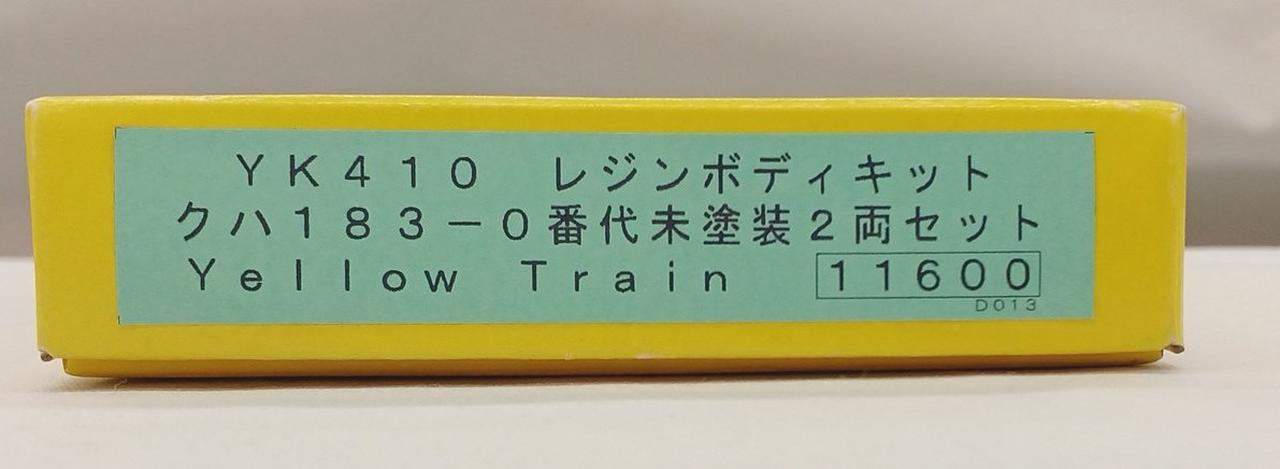 YK410 レジンボディキット
クハ183-0番代未塗装2両セット
Yellow Train 11600
D013